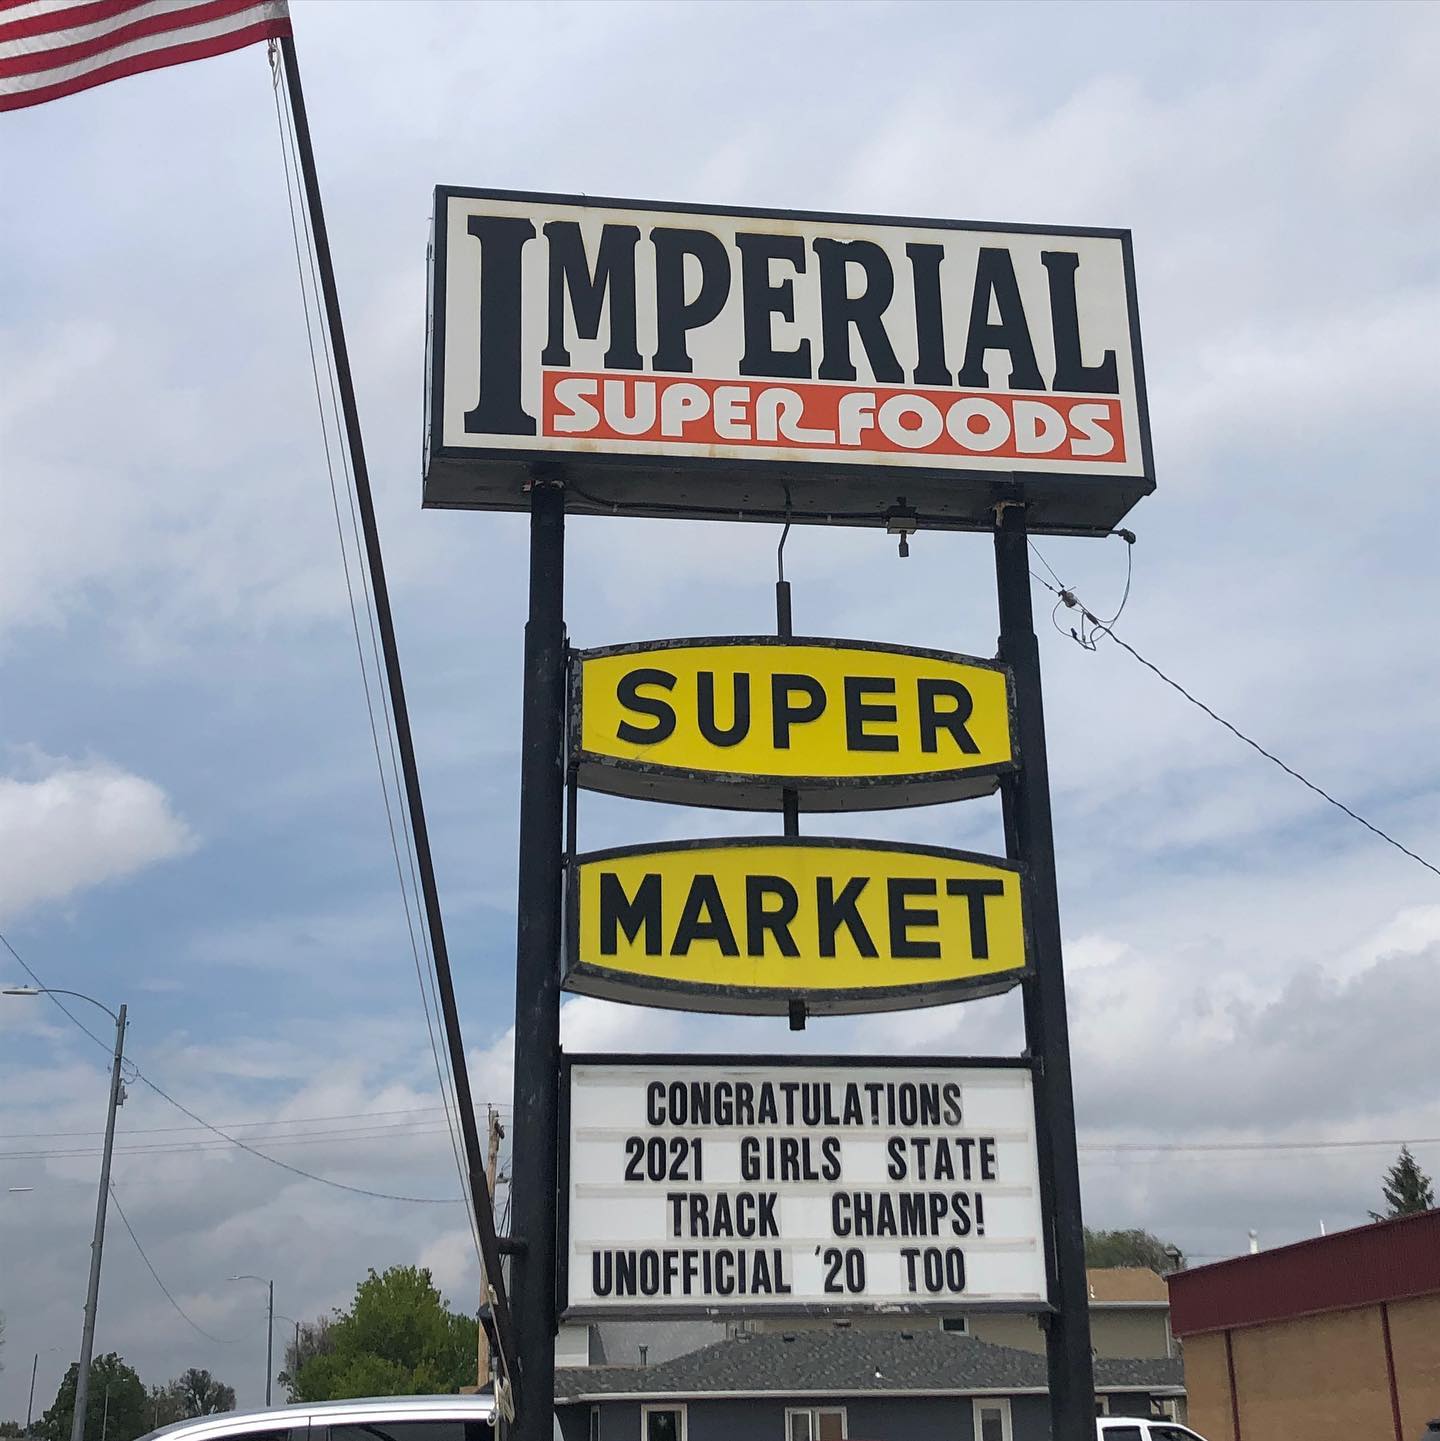 IMPERIAL
SUPER FOODS
SUPER
MARKET
CONGRATULATIONS
2021 GIRLS STATE
TRACK CHAMPS!
UNOFFICIAL '20 TOO